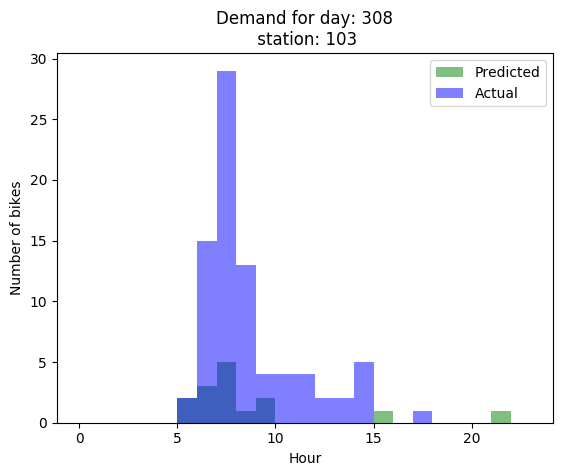 Demand for day: 308
station: 103
Predicted
Actual
Number of bikes
30
25
20
15
10
5
0
0 5 10 15 20
Hour